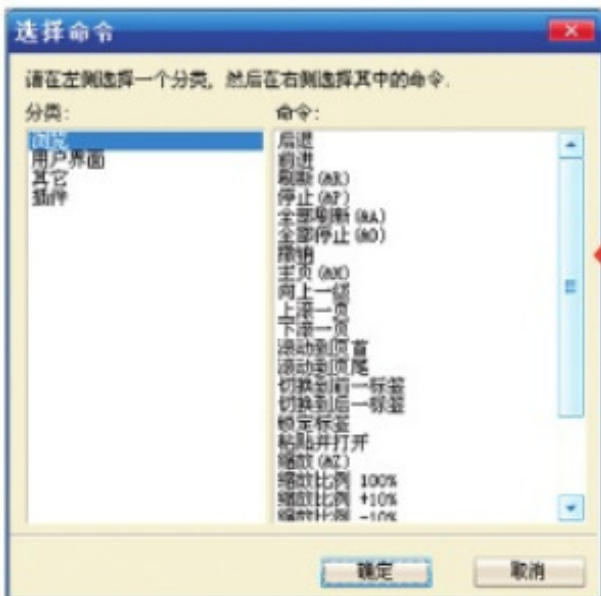 选择命令
请在左侧选择一个分类，然后在右侧选择其中的命令.
分类:
浏览
用户界面
其它
插件
命令:
后退
前进
刷新(&R)
停止(&P)
全部刷新(&A)
全部停止(&O)
撤销
主页(&M)
向上一级
上滚一页
下滚一页
滚动到页首
滚动到页尾
切换到前一标签
切换到后一标签
锁定标签
粘贴并打开
缩放(&Z)
缩放比例 100%
缩放比例 +10%
缩放比例 -10%
确定
取消